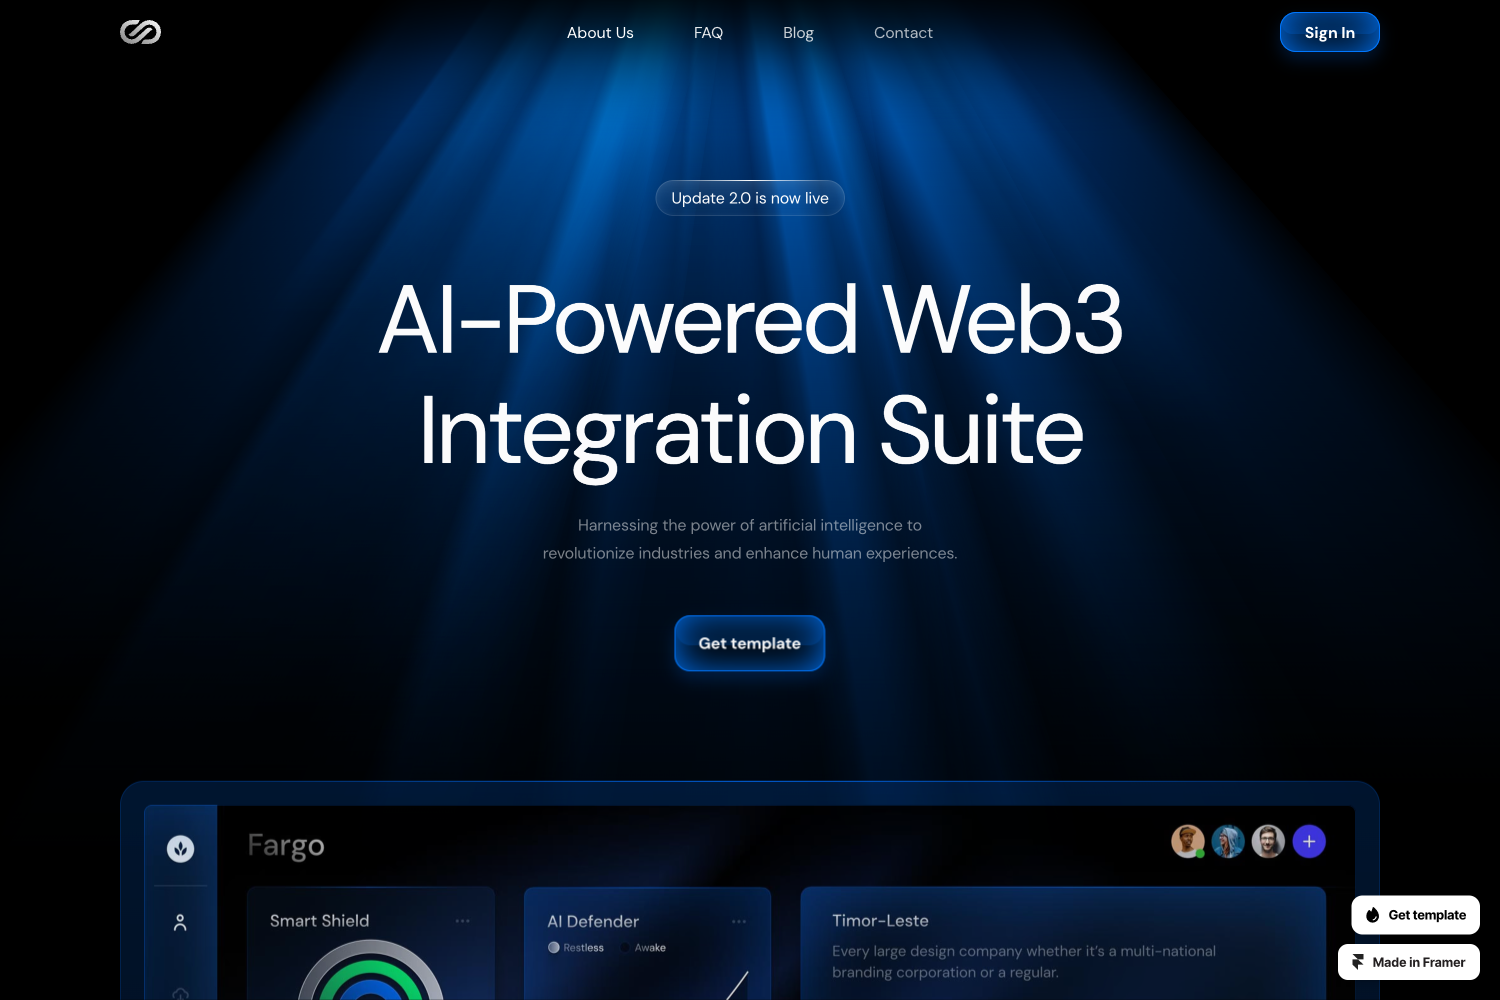 About Us
FAQ
Blog
Contact
Sign In
Update 2.0 is now live
AI-Powered Web3
Integration Suite
Harnessing the power of artificial intelligence to
revolutionize industries and enhance human experiences.
Get template
Fargo
Smart Shield
AI Defender
Restless
Awake
Timor-Leste
Every large design company whether it's a multi-national
branding corporation or a regular.
Get template
Made in Framer